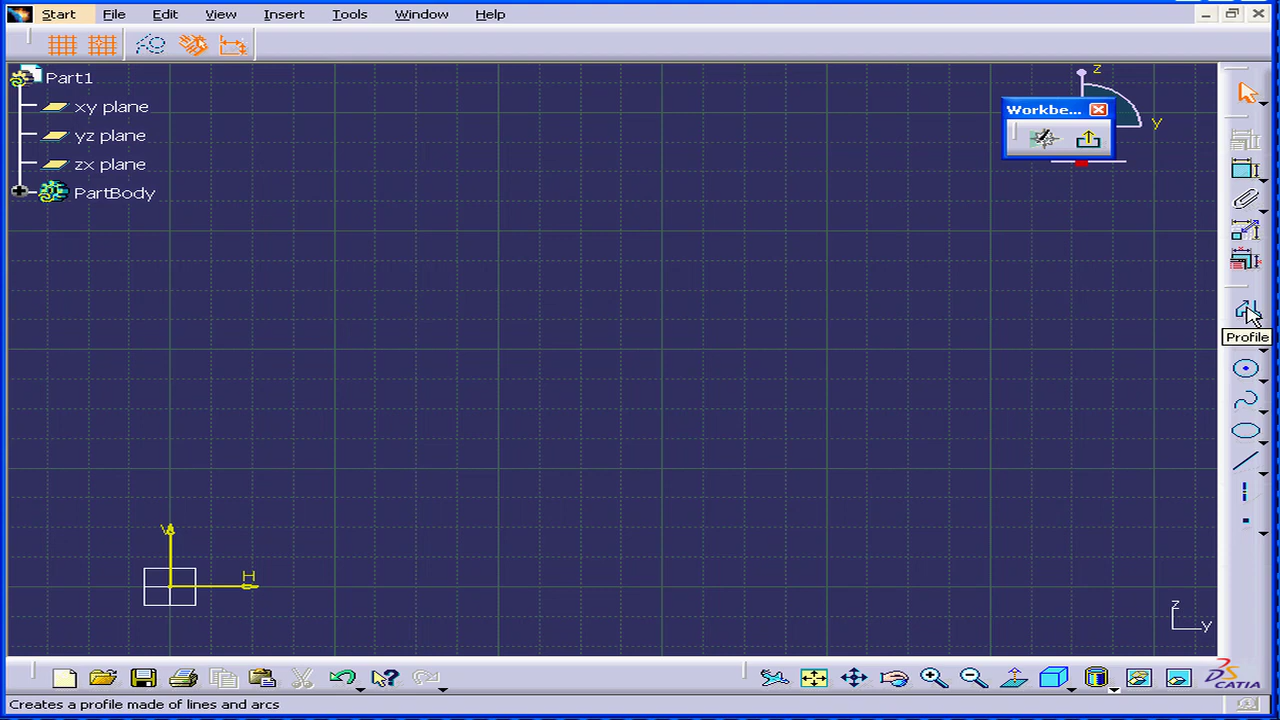 Start File Edit View Insert Tools Window Help
Part1
xy plane
yz plane
zx plane
PartBody
z
y
Workbe...
Profile
V
H
z
y
CATIA
Creates a profile made of lines and arcs